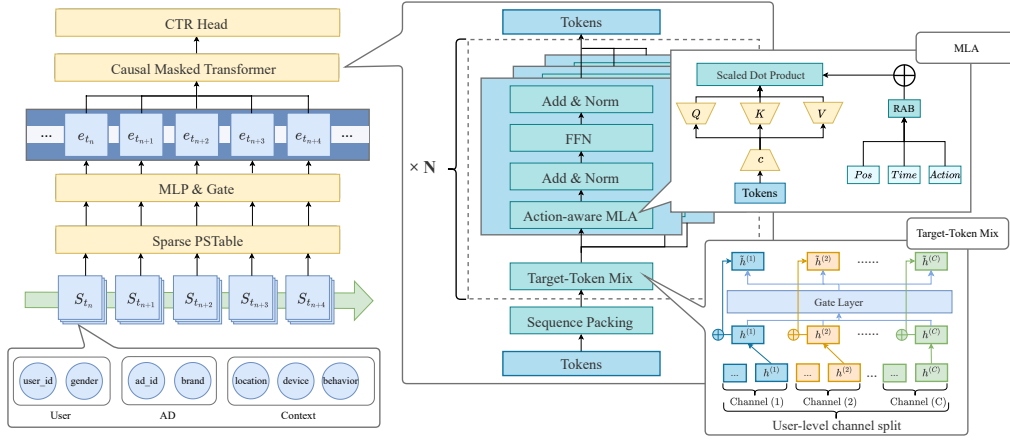 CTR Head
Causal Masked Transformer
... e_{t_n} e_{t_{n+1}} e_{t_{n+2}} e_{t_{n+3}} e_{t_{n+4}} ...
MLP & Gate
Sparse PSTable
S_{t_n} S_{t_{n+1}} S_{t_{n+2}} S_{t_{n+3}} S_{t_{n+4}}
user_id gender ad_id brand location device behavior
User AD Context
Tokens
× N
Add & Norm
FFN
Add & Norm
Action-aware MLA
Target-Token Mix
Sequence Packing
Tokens
MLA
Scaled Dot Product
Q K V
RAB
c
Tokens
Pos Time Action
Target-Token Mix
h̃^{(1)} h̃^{(2)} ...... h̃^{(C)}
Gate Layer
h^{(1)} h^{(2)} ...... h^{(C)}
... h^{(1)} ... h^{(2)} ... ... h^{(C)}
Channel (1) Channel (2) Channel (C)
User-level channel split